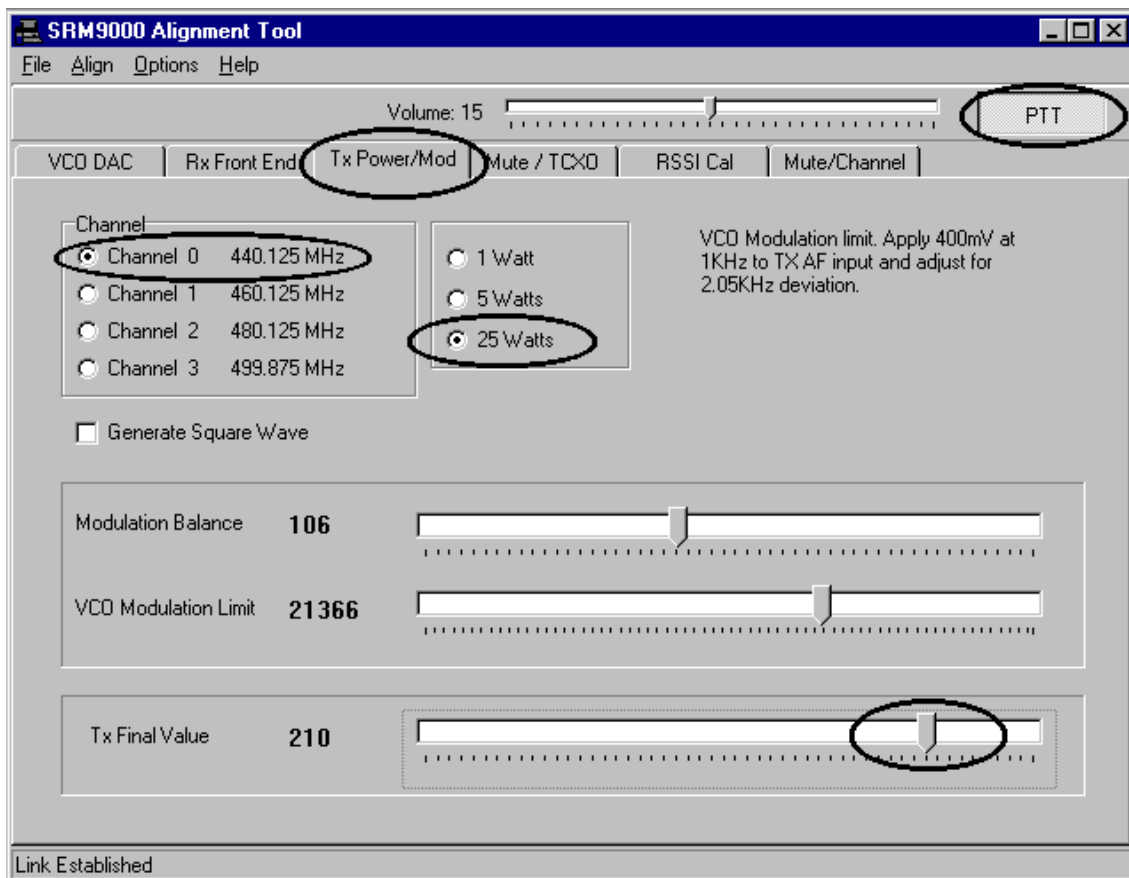 SRM9000 Alignment Tool
File Align Options Help
Volume: 15
PTT
VCO DAC
Rx Front End
Tx Power/Mod
Mute / TCXO
RSSI Cal
Mute/Channel
Channel
Channel 0 440.125 MHz
Channel 1 460.125 MHz
Channel 2 480.125 MHz
Channel 3 499.875 MHz
1 Watt
5 Watts
25 Watts
VCO Modulation limit. Apply 400mV at
1KHz to TX AF input and adjust for
2.05KHz deviation.
Generate Square Wave
Modulation Balance 106
VCO Modulation Limit 21366
Tx Final Value 210
Link Established